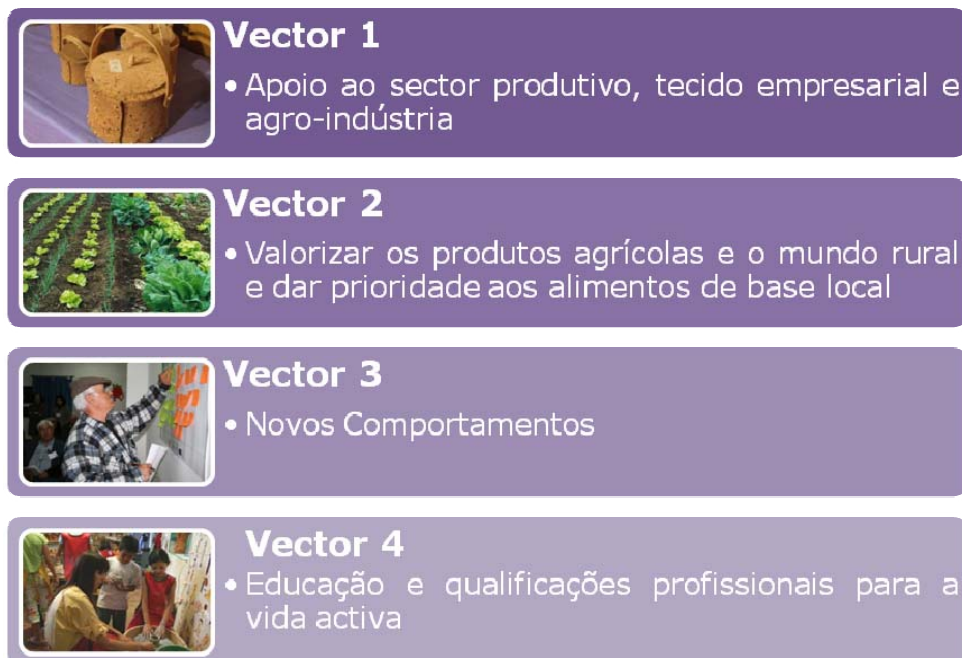 Vector 1
• Apoio ao sector produtivo, tecido empresarial e
agro-indústria
Vector 2
• Valorizar os produtos agrícolas e o mundo rural
e dar prioridade aos alimentos de base local
Vector 3
• Novos Comportamentos
Vector 4
• Educação e qualificações profissionais para a
vida activa